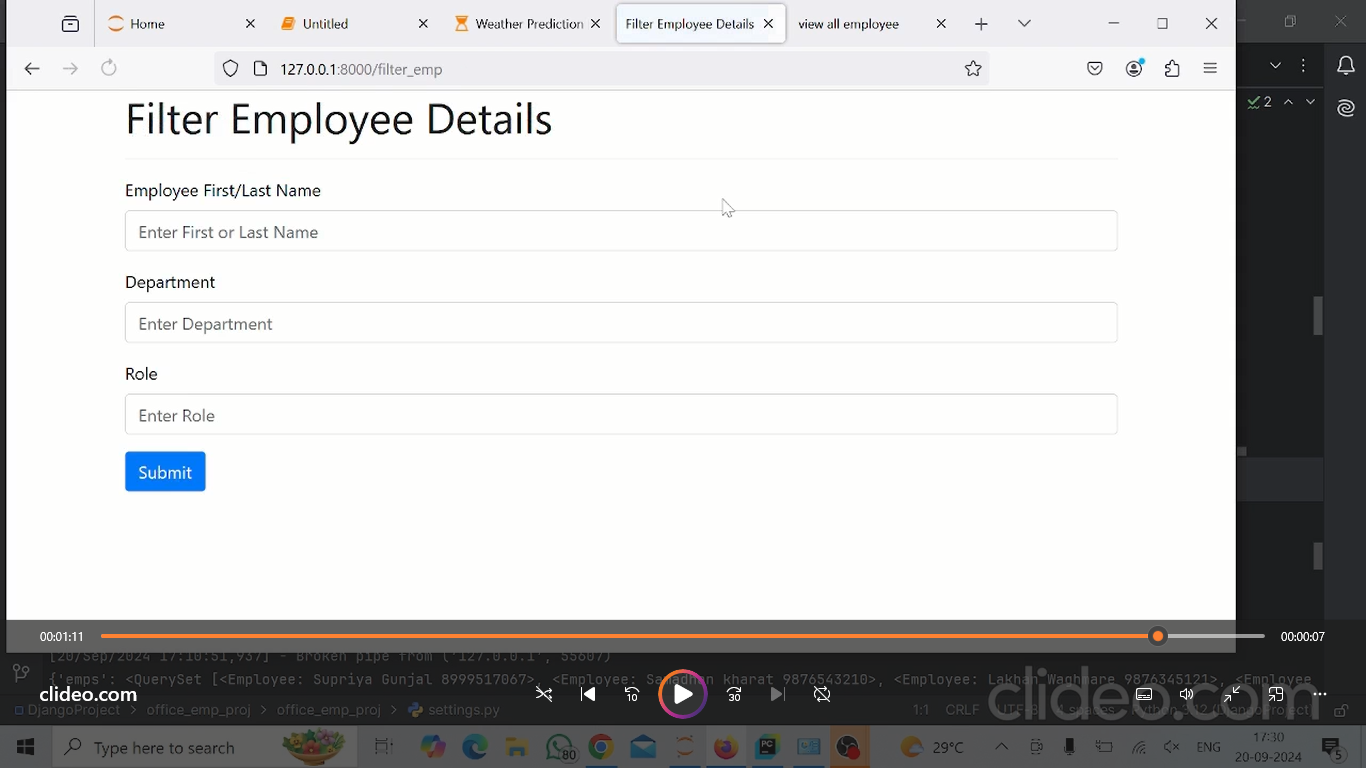 Home
Untitled
Weather Prediction
Filter Employee Details
view all employee
127.0.0.1:8000/filter_emp
2
Filter Employee Details
Employee First/Last Name
Enter First or Last Name
Department
Enter Department
Role
Enter Role
Submit
00:01:11
00:00:07
[20/Sep/2024 17:10:51,937] - Broken pipe from ('127.0.0.1', 55607)
{'emps': <QuerySet [<Employee: Supriya Gunjal 8999517067>, <Employee: Samadhan kharat 9876543210>, <Employee: Lakhan Waghmare 9876345121>, <Employee
clideo.com
10
30
clideo.com
DjangoProject > office_emp_proj > office_emp_proj > settings.py
1:1 CRLF UTF-8 4 spaces Python 3.12 (DjangoProject)
Type here to search
80
PC
29°C
ENG
17:30
20-09-2024
5